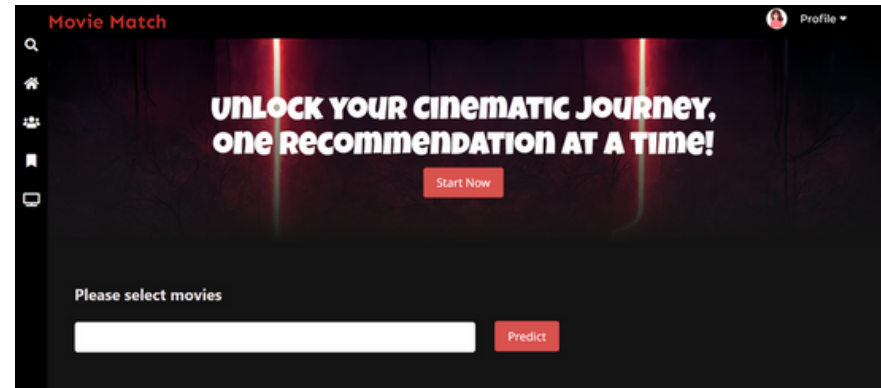 Movie Match
Profile
Unlock your cinematic journey,
one recommendation at a time!
Start Now
Please select movies
Predict